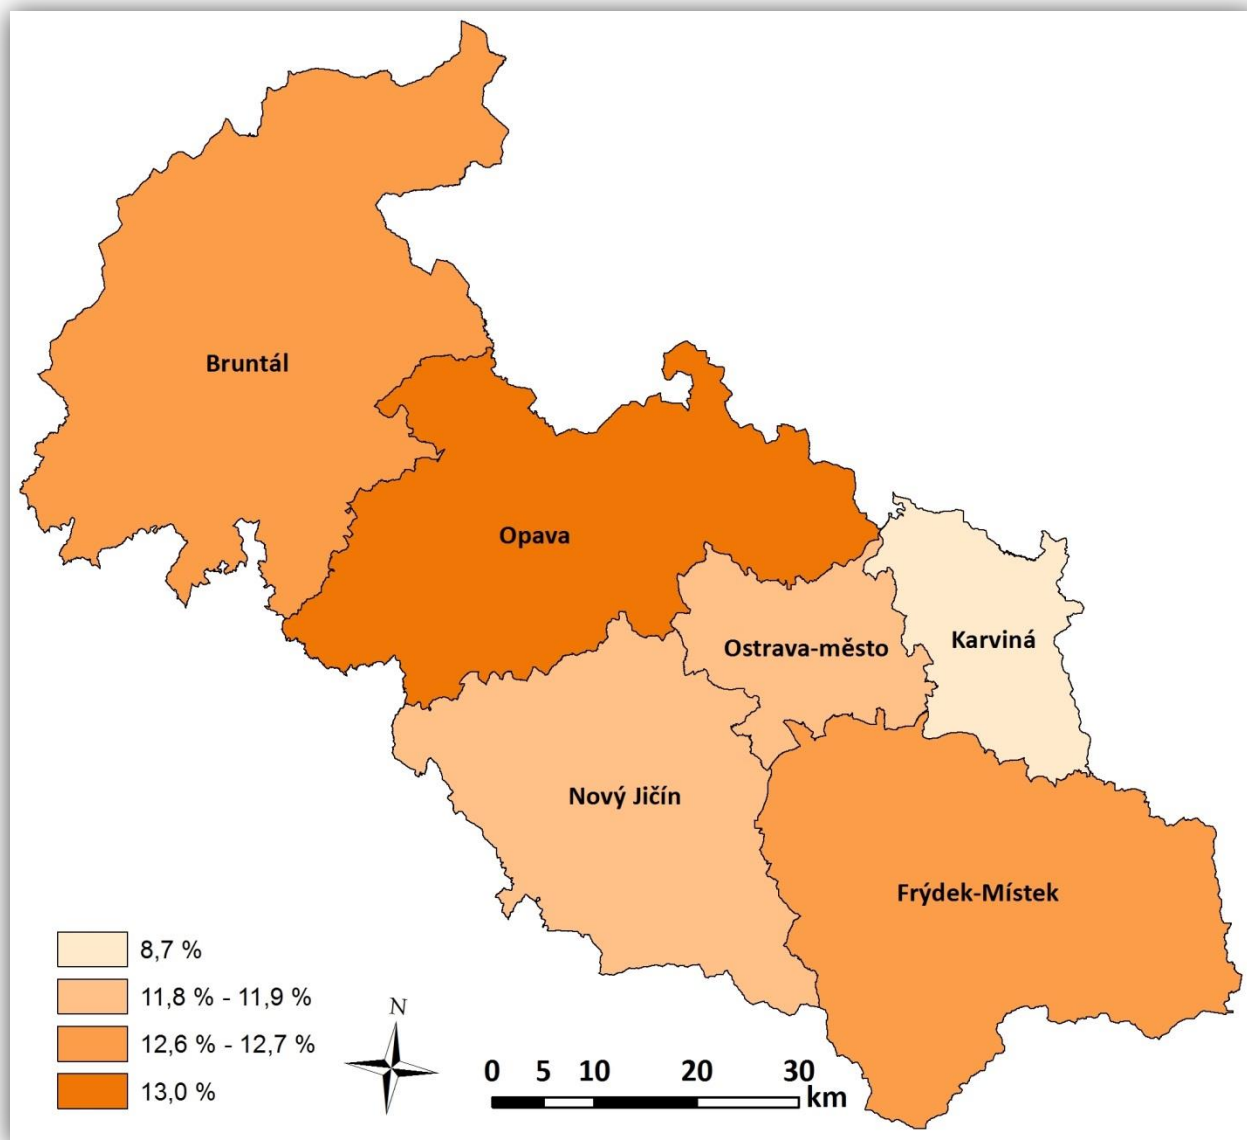 Bruntál
Opava
Ostrava-město
Karviná
Nový Jičín
Frýdek-Místek
8,7 %
11,8 % - 11,9 %
12,6 % - 12,7 %
13,0 %
N
0 5 10 20 30
km